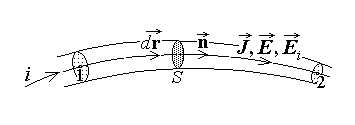 dr n J, E, E_i
i 1 S 2